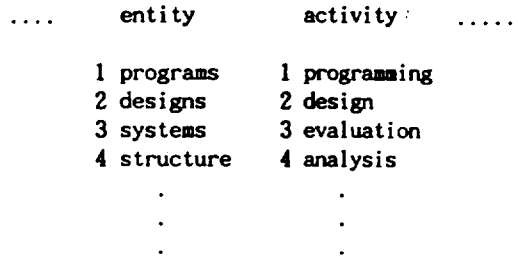 .... entity activity .....
1 programs 1 programming
2 designs 2 design
3 systems 3 evaluation
4 structure 4 analysis
. .
. .
. .